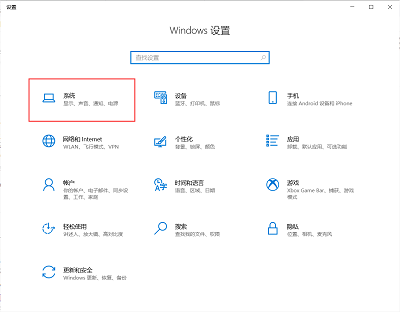 设置
Windows 设置
查找设置
系统
显示、声音、通知、电源
设备
蓝牙、打印机、鼠标
手机
连接 Android 设备和 iPhone
网络和 Internet
WLAN、飞行模式、VPN
个性化
背景、锁屏、颜色
应用
卸载、默认应用、可选功能
帐户
你的帐户、电子邮件、同步设
置、工作、家庭
时间和语言
语音、区域、日期
游戏
Xbox Game Bar、捕获、游戏
模式
轻松使用
讲述人、放大镜、高对比度
搜索
查找我的文件、权限
隐私
位置、相机、麦克风
更新和安全
Windows 更新、恢复、备份